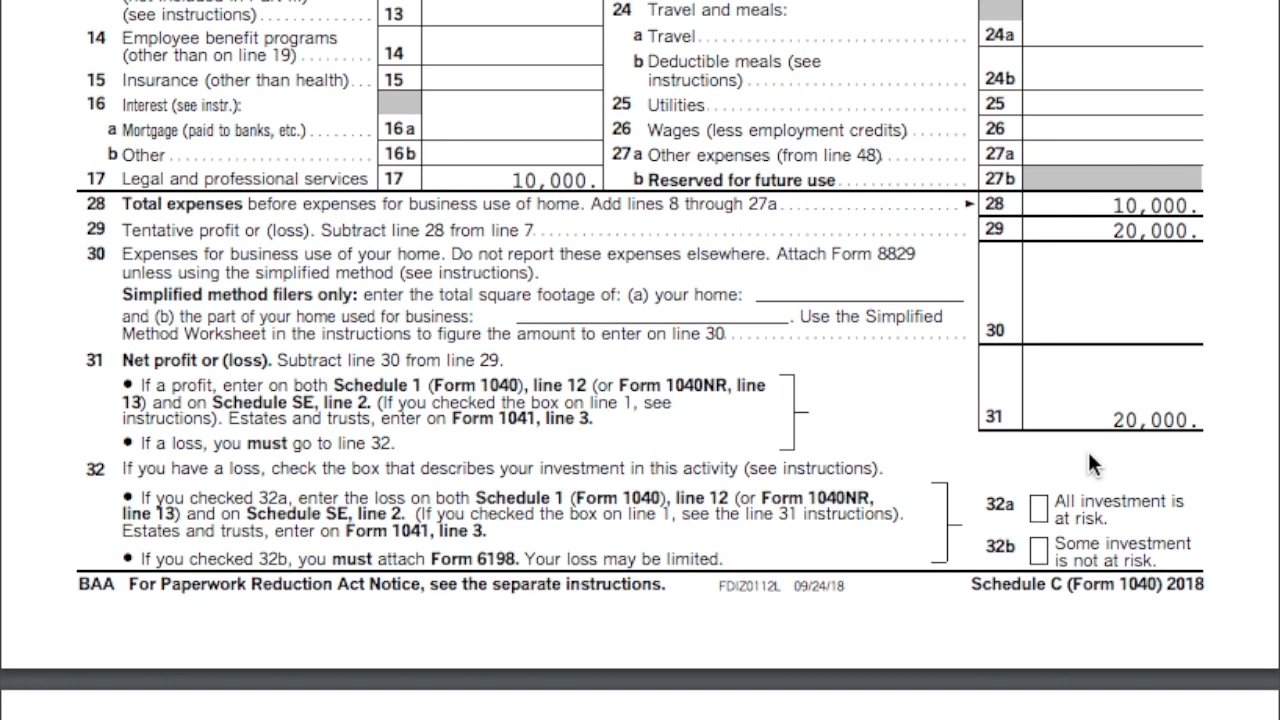 (see instructions) 13
14 Employee benefit programs
(other than on line 19) 14
15 Insurance (other than health) 15
16 Interest (see instr.):
a Mortgage (paid to banks, etc.) 16a
b Other 16b
17 Legal and professional services 17 10,000.
24 Travel and meals:
a Travel 24a
b Deductible meals (see
instructions) 24b
25 Utilities 25
26 Wages (less employment credits) 26
27a Other expenses (from line 48) 27a
b Reserved for future use 27b
28 Total expenses before expenses for business use of home. Add lines 8 through 27a ► 28 10,000.
29 Tentative profit or (loss). Subtract line 28 from line 7 29 20,000.
30 Expenses for business use of your home. Do not report these expenses elsewhere. Attach Form 8829
unless using the simplified method (see instructions).
Simplified method filers only: enter the total square footage of: (a) your home:
and (b) the part of your home used for business: . Use the Simplified
Method Worksheet in the instructions to figure the amount to enter on line 30 30
31 Net profit or (loss). Subtract line 30 from line 29.
• If a profit, enter on both Schedule 1 (Form 1040), line 12 (or Form 1040NR, line
13) and on Schedule SE, line 2. (If you checked the box on line 1, see
instructions). Estates and trusts, enter on Form 1041, line 3. 31 20,000.
• If a loss, you must go to line 32.
32 If you have a loss, check the box that describes your investment in this activity (see instructions).
• If you checked 32a, enter the loss on both Schedule 1 (Form 1040), line 12 (or Form 1040NR,
line 13) and on Schedule SE, line 2. (If you checked the box on line 1, see the line 31 instructions).
Estates and trusts, enter on Form 1041, line 3.
• If you checked 32b, you must attach Form 6198. Your loss may be limited.
32a All investment is
at risk.
32b Some investment
is not at risk.
BAA For Paperwork Reduction Act Notice, see the separate instructions. FDIZ0112L 09/24/18 Schedule C (Form 1040) 2018